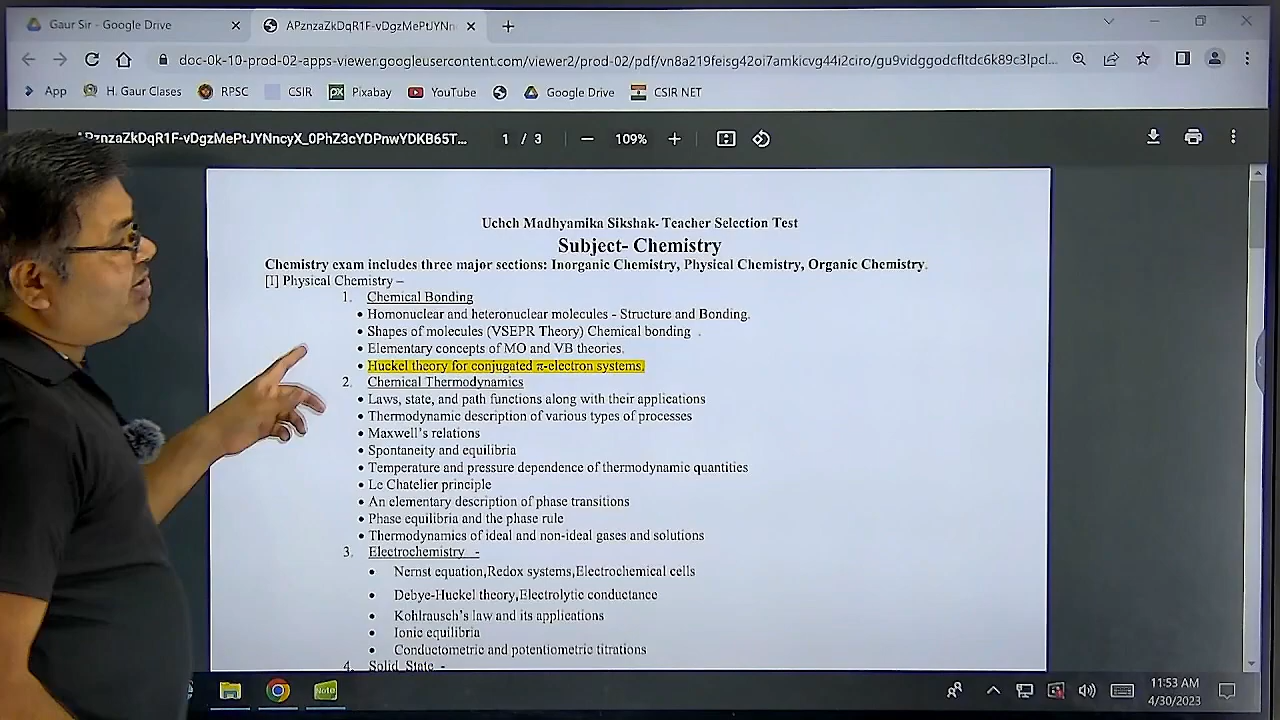 Gaur Sir - Google Drive
APznzaZkDqR1F-vDgzMePtJYNn
doc-0k-10-prod-02-apps-viewer.googleusercontent.com/viewer2/prod-02/pdf/vn8a219feisg42oi7amkicvg44i2ciro/gu9vidggodcfltdc6k89c3lpcl...
App H. Gaur Clases RPSC CSIR Pixabay YouTube Google Drive CSIR NET
PznzaZkDqR1F-vDgzMePtJYNncyX_0PhZ3cYDPnwYDKB65T... 1 / 3 109%
Uchch Madhyamika Sikshak- Teacher Selection Test
Subject- Chemistry
Chemistry exam includes three major sections: Inorganic Chemistry, Physical Chemistry, Organic Chemistry.
[I] Physical Chemistry –
1. Chemical Bonding
• Homonuclear and heteronuclear molecules - Structure and Bonding.
• Shapes of molecules (VSEPR Theory) Chemical bonding .
• Elementary concepts of MO and VB theories.
• Huckel theory for conjugated π-electron systems.
2. Chemical Thermodynamics
• Laws, state, and path functions along with their applications
• Thermodynamic description of various types of processes
• Maxwell's relations
• Spontaneity and equilibria
• Temperature and pressure dependence of thermodynamic quantities
• Le Chatelier principle
• An elementary description of phase transitions
• Phase equilibria and the phase rule
• Thermodynamics of ideal and non-ideal gases and solutions
3. Electrochemistry -
• Nernst equation,Redox systems,Electrochemical cells
• Debye-Huckel theory,Electrolytic conductance
• Kohlrausch's law and its applications
• Ionic equilibria
• Conductometric and potentiometric titrations
4. Solid State -
Note
11:53 AM
4/30/2023